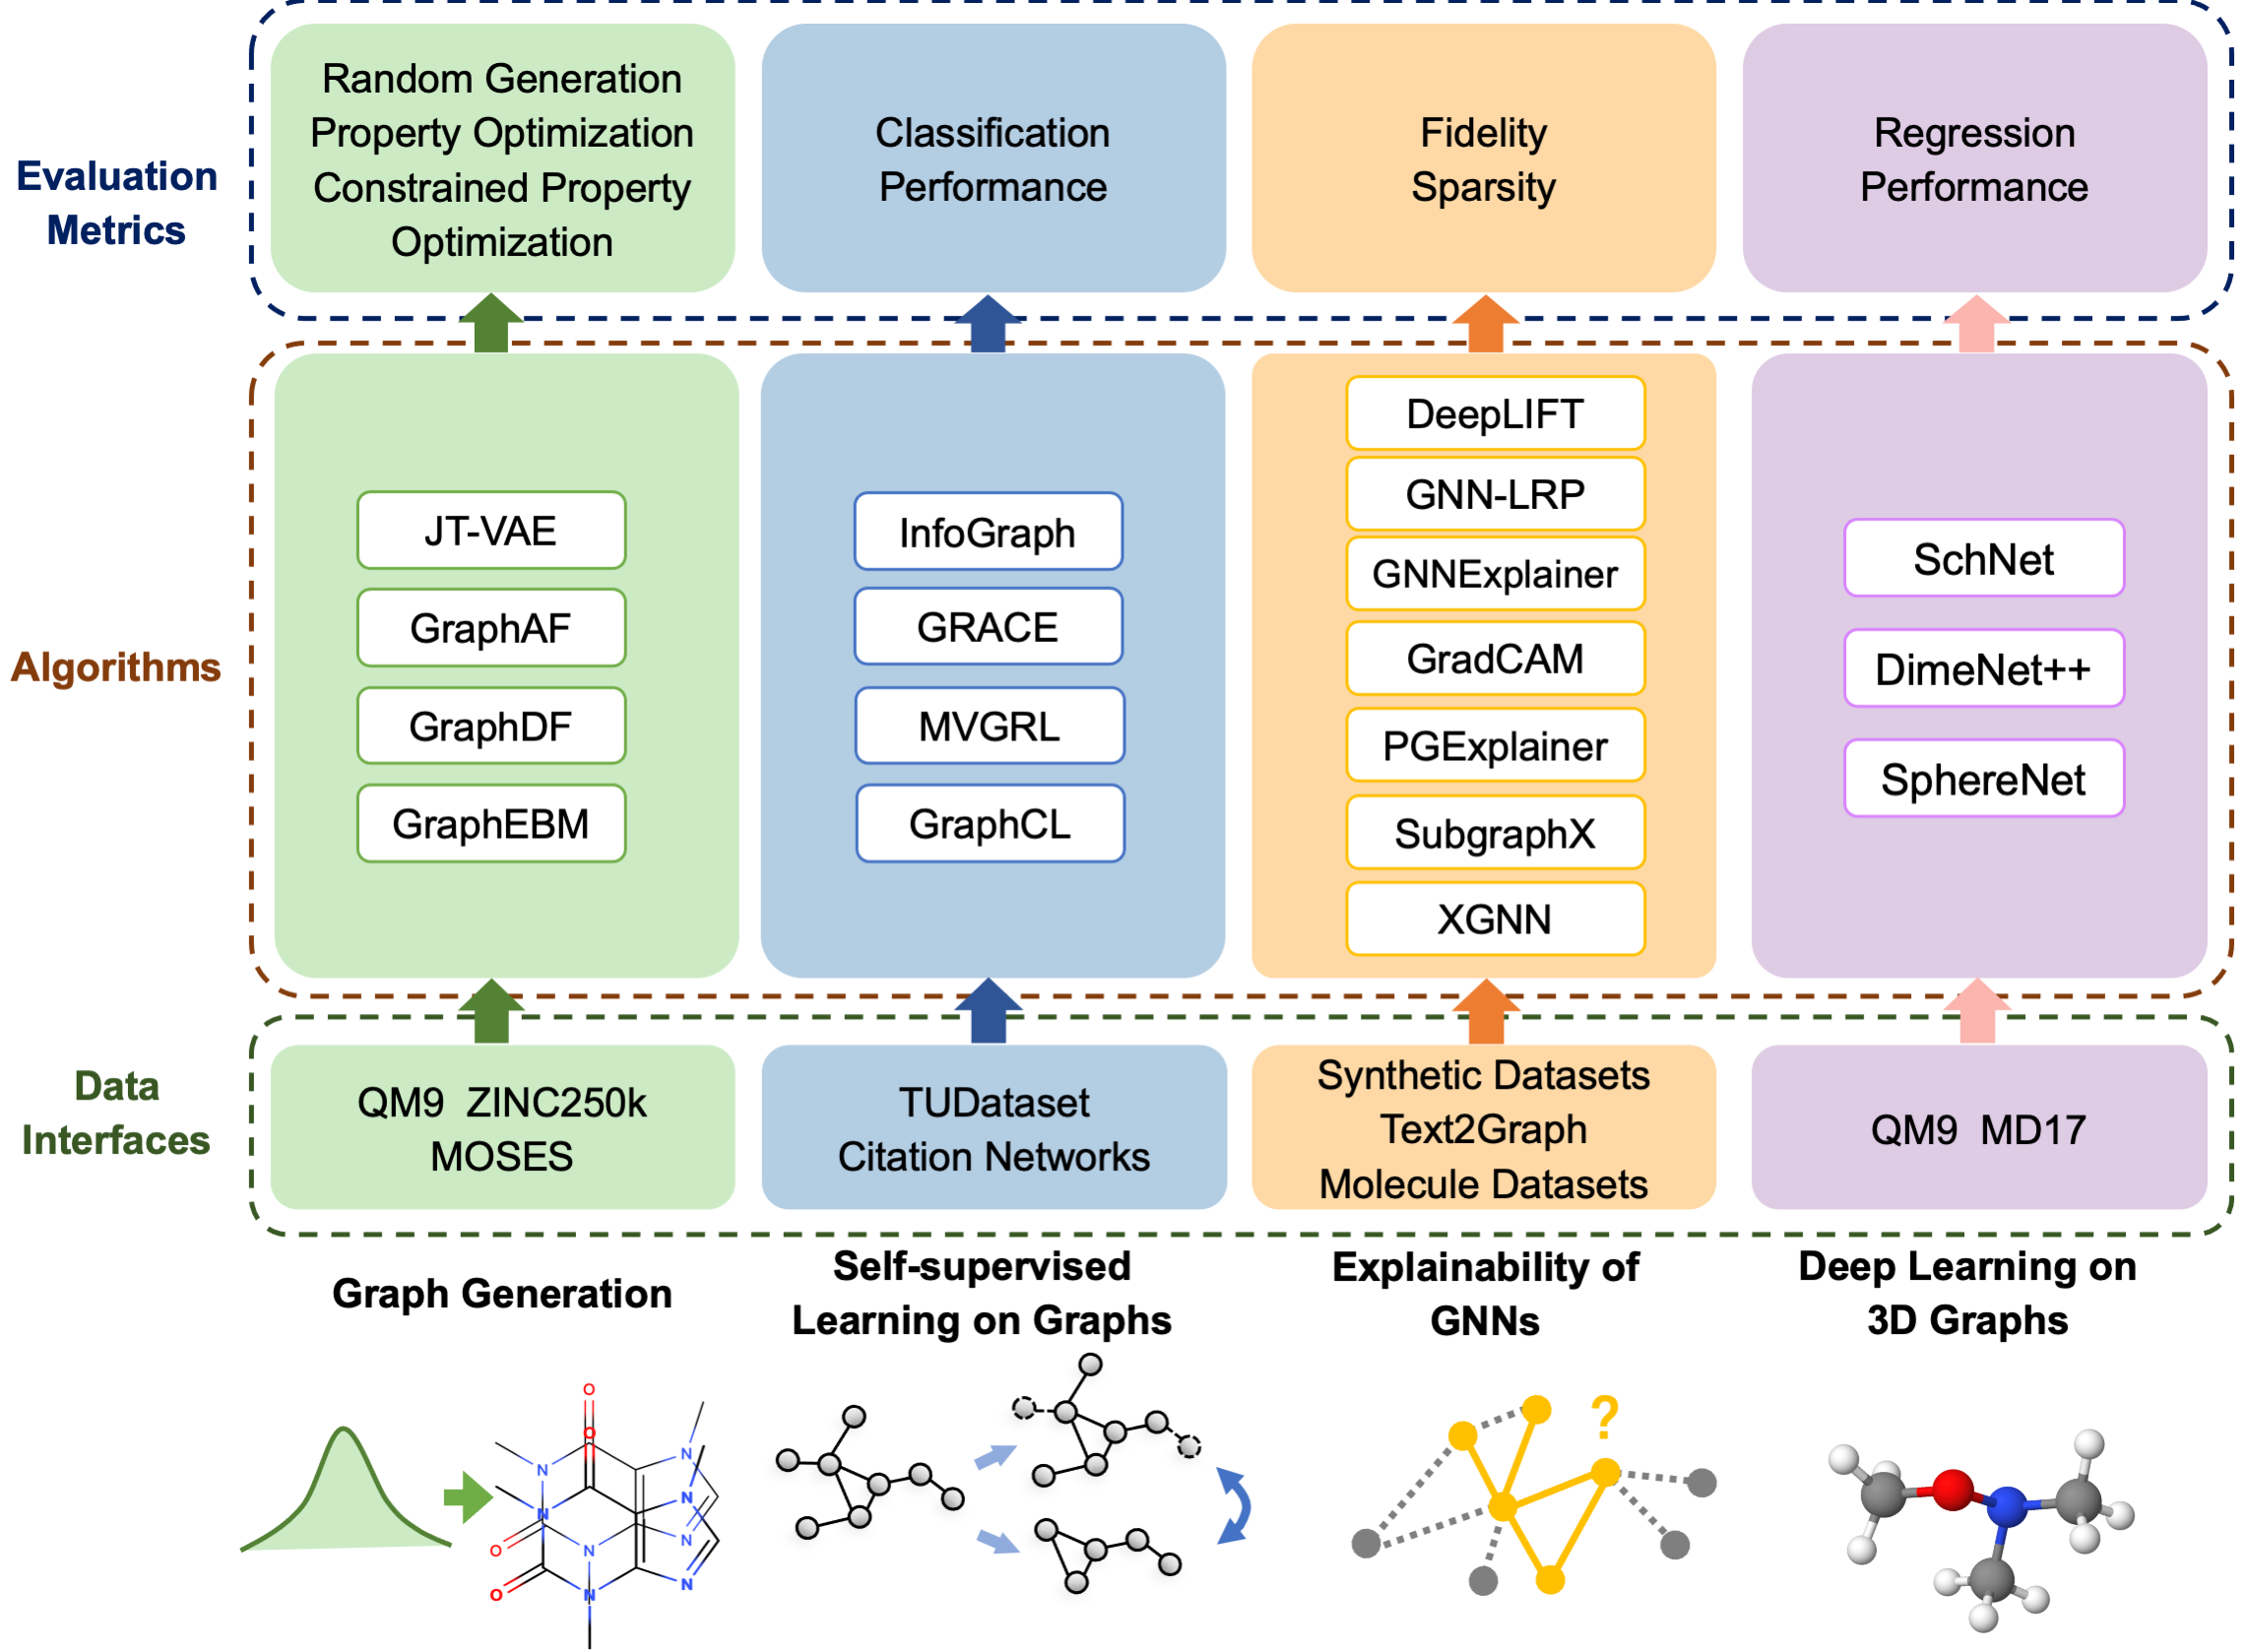 Evaluation
Metrics
Random Generation
Property Optimization
Constrained Property
Optimization
Classification
Performance
Fidelity
Sparsity
Regression
Performance
Algorithms
JT-VAE
GraphAF
GraphDF
GraphEBM
InfoGraph
GRACE
MVGRL
GraphCL
DeepLIFT
GNN-LRP
GNNExplainer
GradCAM
PGExplainer
SubgraphX
XGNN
SchNet
DimeNet++
SphereNet
Data
Interfaces
QM9 ZINC250k
MOSES
TUDataset
Citation Networks
Synthetic Datasets
Text2Graph
Molecule Datasets
QM9 MD17
Graph Generation
Self-supervised
Learning on Graphs
Explainability of
GNNs
Deep Learning on
3D Graphs
O
O
N
N
N
N
O
N
N
O
N
N
?